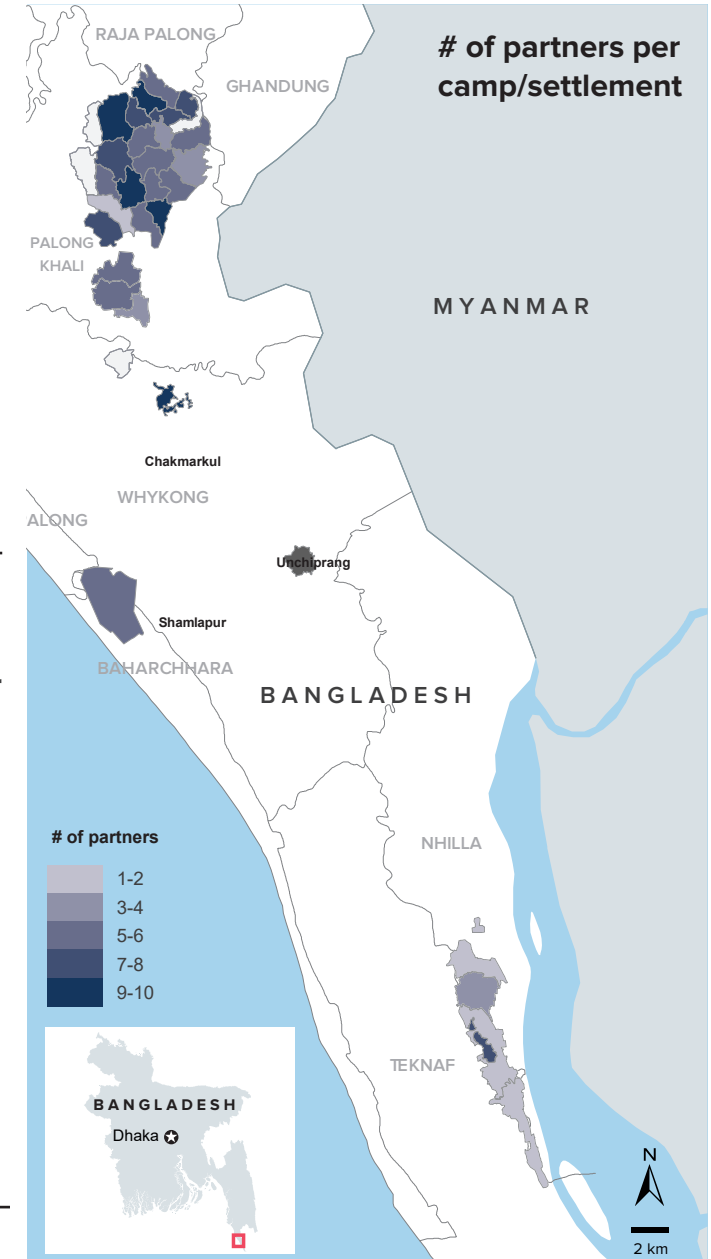 RAJA PALONG
# of partners per
camp/settlement
GHANDUNG
PALONG
KHALI
MYANMAR
Chakmarkul
WHYKONG
ALONG
Unchiprang
Shamlapur
BAHARCHHARA
BANGLADESH
# of partners
NHILLA
1-2
3-4
5-6
7-8
9-10
TEKNAF
BANGLADESH
Dhaka
N
2 km